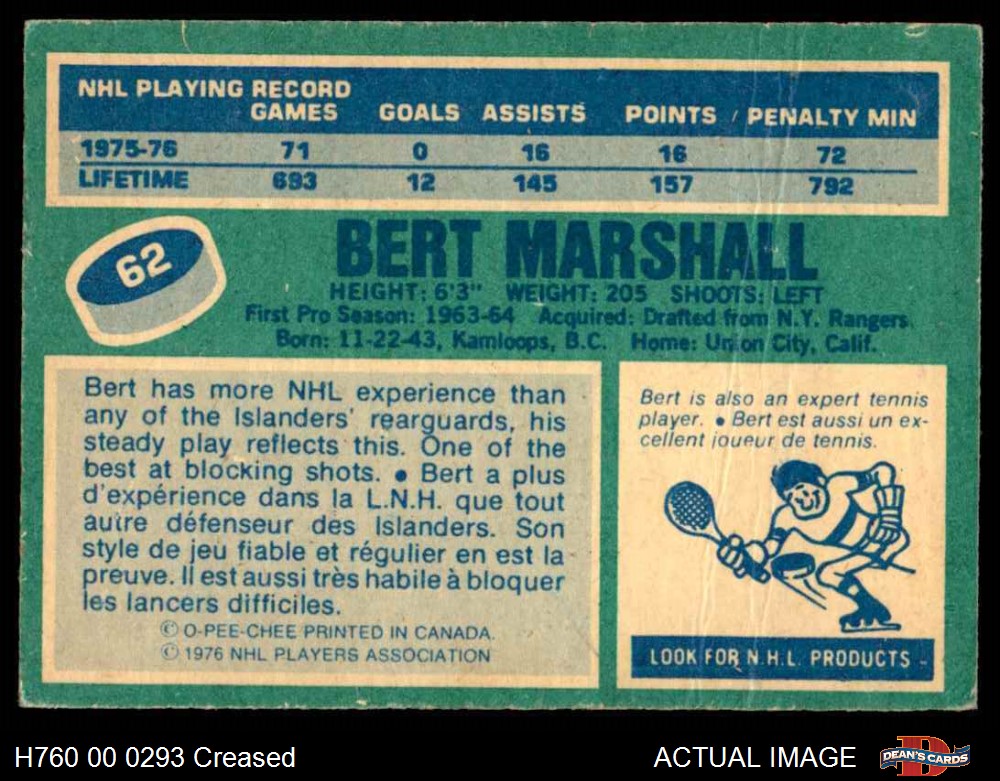 NHL PLAYING RECORD
GAMES GOALS ASSISTS POINTS PENALTY MIN
1975-76 71 0 16 16 72
LIFETIME 693 12 145 157 792
62
BERT MARSHALL
HEIGHT: 6'3" WEIGHT: 205 SHOOTS: LEFT
First Pro Season: 1963-64 Acquired: Drafted from N.Y. Rangers
Born: 11-22-43, Kamloops, B.C. Home: Union City, Calif.
Bert has more NHL experience than
any of the Islanders' rearguards, his
steady play reflects this. One of the
best at blocking shots. ● Bert a plus
d'expérience dans la L.N.H. que tout
autre défenseur des Islanders. Son
style de jeu fiable et régulier en est la
preuve. Il est aussi très habile à bloquer
les lancers difficiles.
© O-PEE-CHEE PRINTED IN CANADA.
© 1976 NHL PLAYERS ASSOCIATION
Bert is also an expert tennis
player. ● Bert est aussi un ex-
cellent joueur de tennis.
LOOK FOR N.H.L. PRODUCTS
H760 00 0293 Creased
ACTUAL IMAGE
DEAN'S CARDS